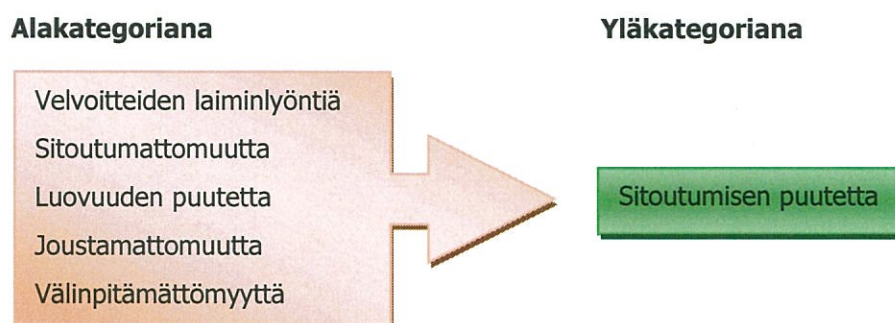 Alakategoriana
Yläkategoriana
Velvoitteiden laiminlyöntiä
Sitoutumattomuutta
Luovuuden puutetta
Joustamattomuutta
Välinpitämättömyyttä
Sitoutumisen puutetta